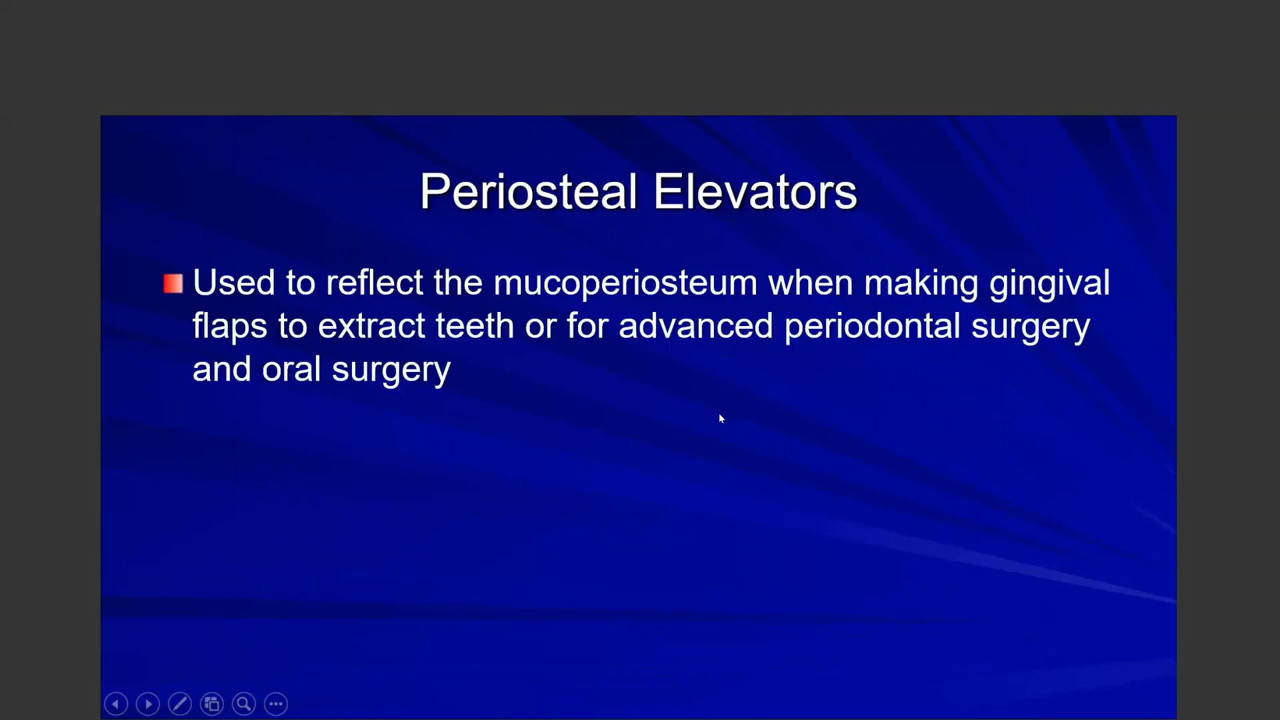 Periosteal Elevators
Used to reflect the mucoperiosteum when making gingival
flaps to extract teeth or for advanced periodontal surgery
and oral surgery